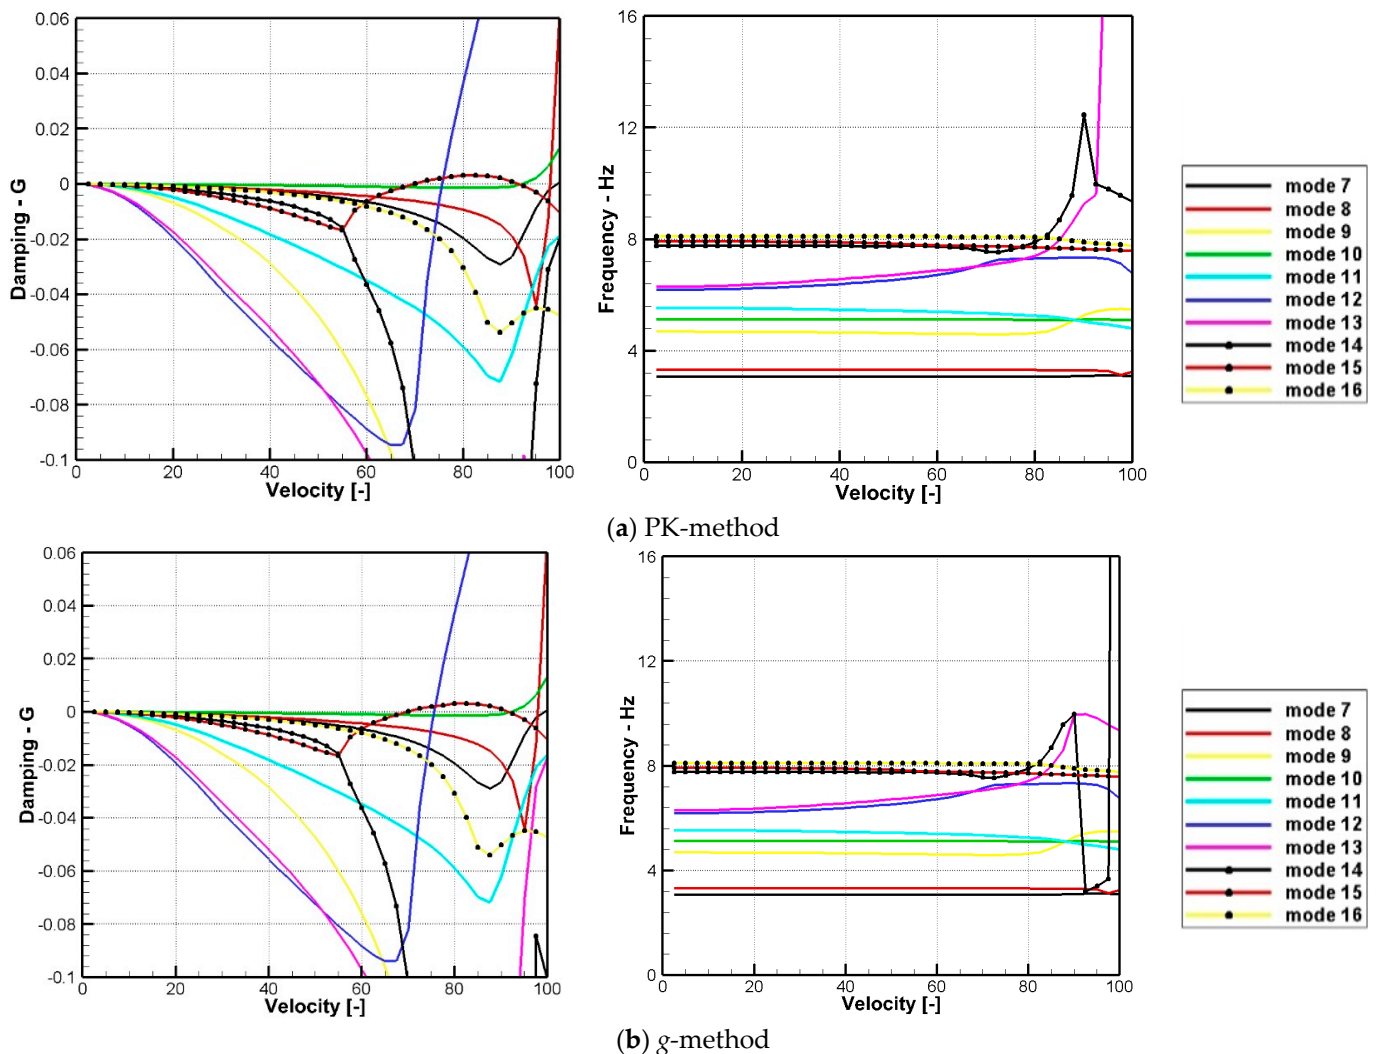 0.06
0.04
0.02
0
-0.02
-0.04
-0.06
-0.08
-0.1
Damping - G
0 20 40 60 80 100
Velocity [-]
16
12
8
4
0
Frequency - Hz
0 20 40 60 80 100
Velocity [-]
mode 7
mode 8
mode 9
mode 10
mode 11
mode 12
mode 13
mode 14
mode 15
mode 16
(a) PK-method
0.06
0.04
0.02
0
-0.02
-0.04
-0.06
-0.08
-0.1
Damping - G
0 20 40 60 80 100
Velocity [-]
16
12
8
4
0
Frequency - Hz
0 20 40 60 80 100
Velocity [-]
mode 7
mode 8
mode 9
mode 10
mode 11
mode 12
mode 13
mode 14
mode 15
mode 16
(b) g-method